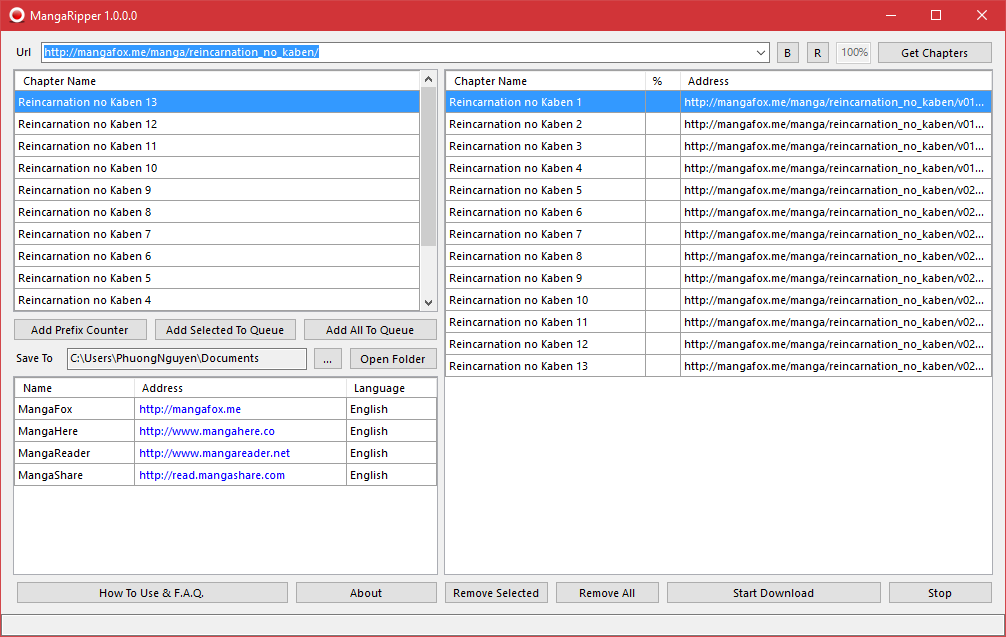 MangaRipper 1.0.0.0
Url http://mangafox.me/manga/reincarnation_no_kaben/ B R 100% Get Chapters
Chapter Name
Reincarnation no Kaben 13
Reincarnation no Kaben 12
Reincarnation no Kaben 11
Reincarnation no Kaben 10
Reincarnation no Kaben 9
Reincarnation no Kaben 8
Reincarnation no Kaben 7
Reincarnation no Kaben 6
Reincarnation no Kaben 5
Reincarnation no Kaben 4
Add Prefix Counter Add Selected To Queue Add All To Queue
Save To C:\Users\PhuongNguyen\Documents ... Open Folder
Name Address Language
MangaFox http://mangafox.me English
MangaHere http://www.mangahere.co English
MangaReader http://www.mangareader.net English
MangaShare http://read.mangashare.com English
How To Use & F.A.Q. About
Chapter Name % Address
Reincarnation no Kaben 1 http://mangafox.me/manga/reincarnation_no_kaben/v01...
Reincarnation no Kaben 2 http://mangafox.me/manga/reincarnation_no_kaben/v01...
Reincarnation no Kaben 3 http://mangafox.me/manga/reincarnation_no_kaben/v01...
Reincarnation no Kaben 4 http://mangafox.me/manga/reincarnation_no_kaben/v01...
Reincarnation no Kaben 5 http://mangafox.me/manga/reincarnation_no_kaben/v02...
Reincarnation no Kaben 6 http://mangafox.me/manga/reincarnation_no_kaben/v02...
Reincarnation no Kaben 7 http://mangafox.me/manga/reincarnation_no_kaben/v02...
Reincarnation no Kaben 8 http://mangafox.me/manga/reincarnation_no_kaben/v02...
Reincarnation no Kaben 9 http://mangafox.me/manga/reincarnation_no_kaben/v02...
Reincarnation no Kaben 10 http://mangafox.me/manga/reincarnation_no_kaben/v02...
Reincarnation no Kaben 11 http://mangafox.me/manga/reincarnation_no_kaben/v02...
Reincarnation no Kaben 12 http://mangafox.me/manga/reincarnation_no_kaben/v02...
Reincarnation no Kaben 13 http://mangafox.me/manga/reincarnation_no_kaben/v02...
Remove Selected Remove All Start Download Stop